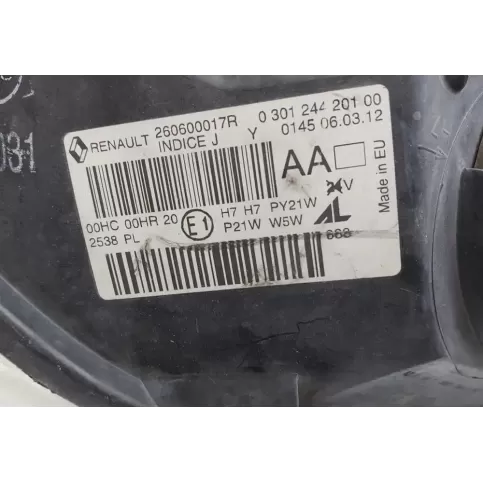 RENAULT 260600017R 0 301 244 201 00
INDICE J Y 0145 06.03.12
AA
Made in EU
V
00HC 00HR 20 E1 H7 H7 PY21W AL
2538 PL P21W W5W
668
031